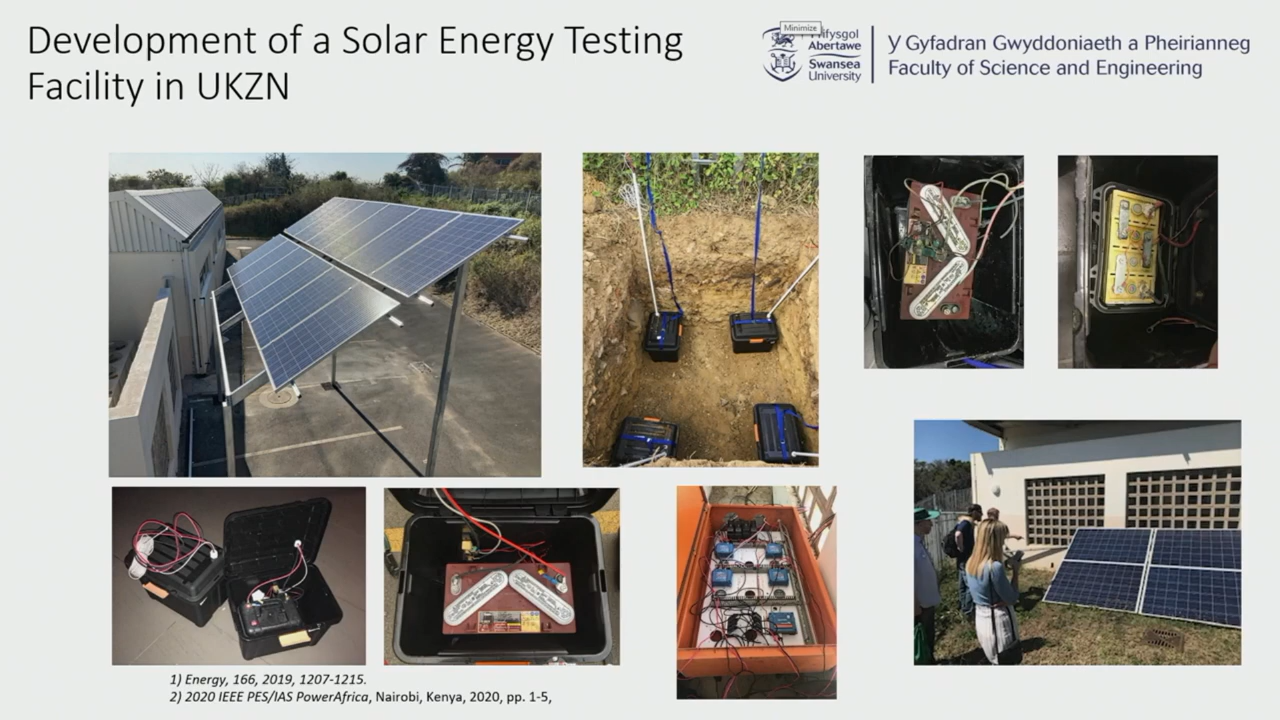 Development of a Solar Energy Testing
Facility in UKZN
Minimize
Abertawe
Swansea
University
Y Gyfadran Gwyddoniaeth a Pheirianneg
Faculty of Science and Engineering
1) Energy, 166, 2019, 1207-1215.
2) 2020 IEEE PES/IAS PowerAfrica, Nairobi, Kenya, 2020, pp. 1-5,